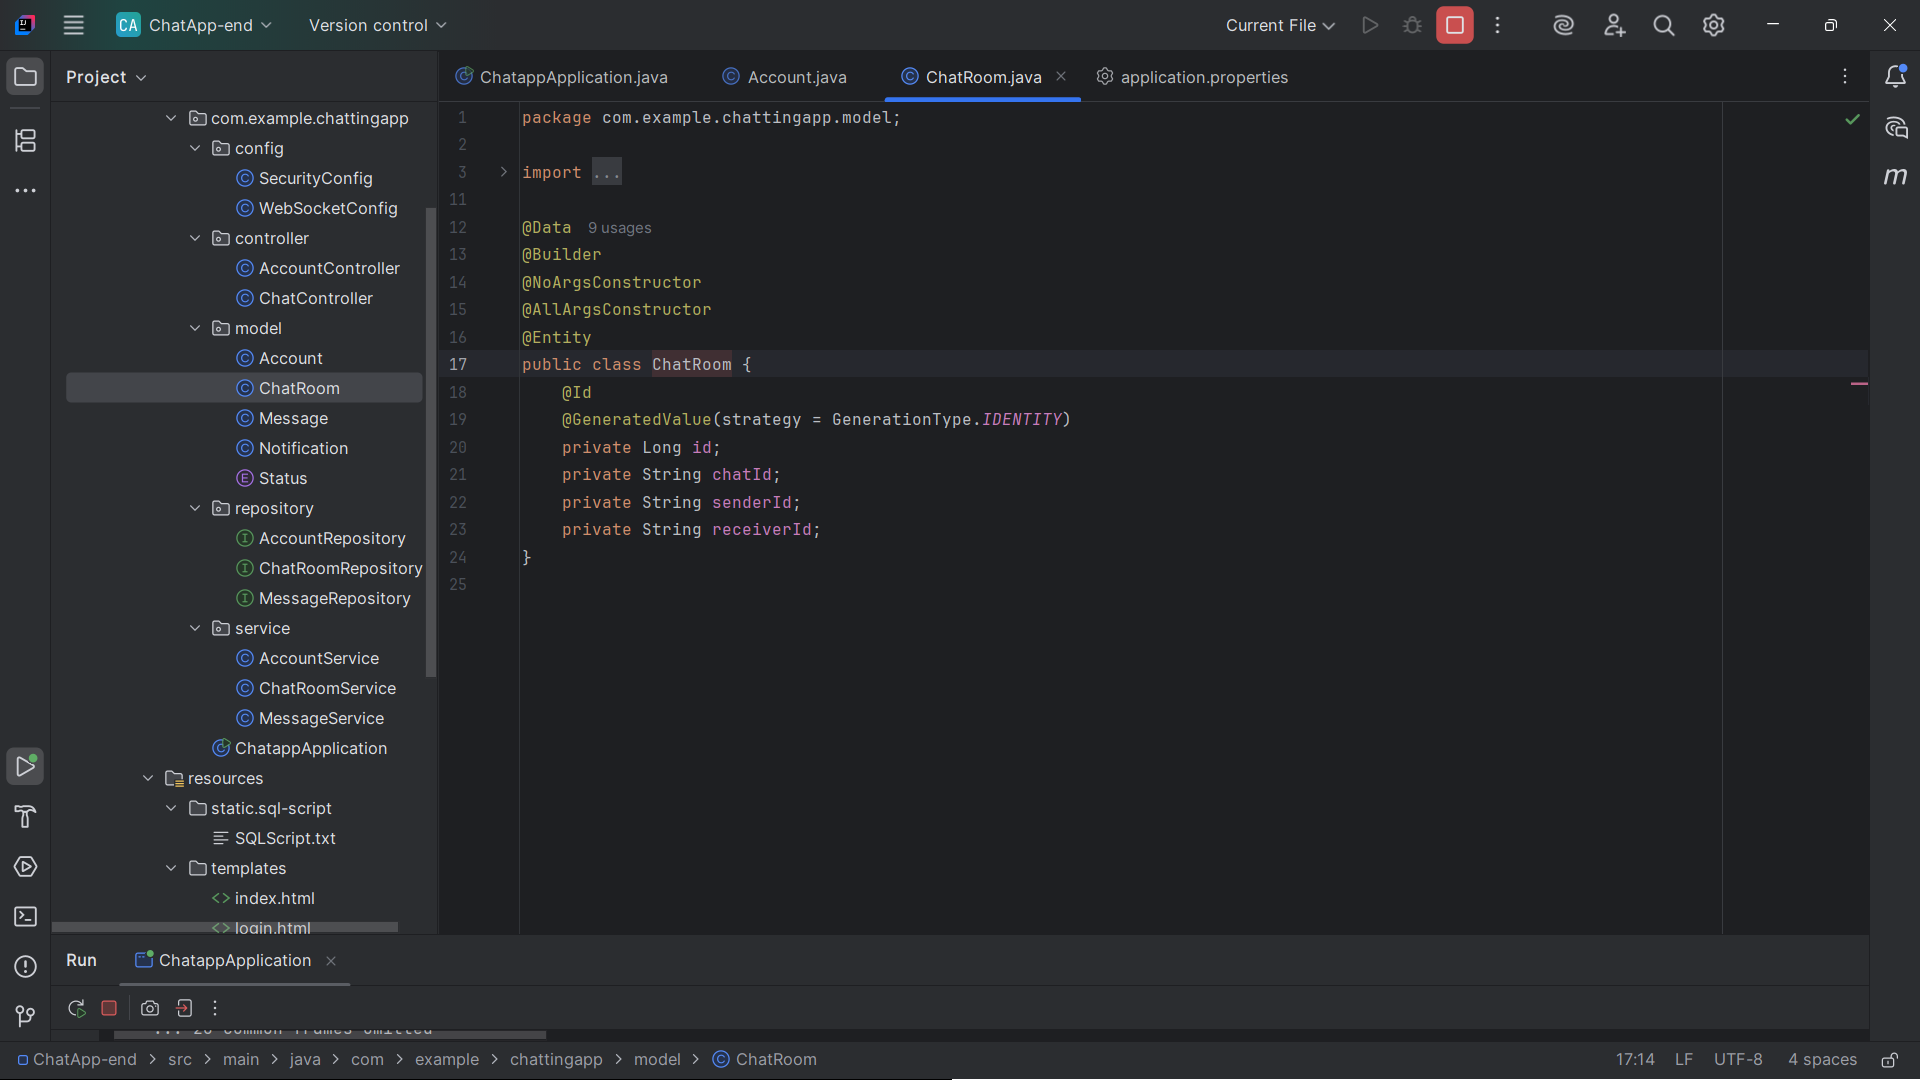 CA ChatApp-end Version control Current File
Project
ChatappApplication.java Account.java ChatRoom.java application.properties
com.example.chattingapp
config
SecurityConfig
WebSocketConfig
controller
AccountController
ChatController
model
Account
ChatRoom
Message
Notification
E Status
repository
I AccountRepository
I ChatRoomRepository
I MessageRepository
service
AccountService
ChatRoomService
MessageService
ChatappApplication
resources
static.sql-script
SQLScript.txt
templates
<> index.html
<> login.html
1 package com.example.chattingapp.model;
2
3 import ...
11
12 @Data 9 usages
13 @Builder
14 @NoArgsConstructor
15 @AllArgsConstructor
16 @Entity
17 public class ChatRoom {
18 @Id
19 @GeneratedValue(strategy = GenerationType.IDENTITY)
20 private Long id;
21 private String chatId;
22 private String senderId;
23 private String receiverId;
24 }
25
m
Run ChatappApplication
... 28 common frames omitted
ChatApp-end > src > main > java > com > example > chattingapp > model > ChatRoom 17:14 LF UTF-8 4 spaces